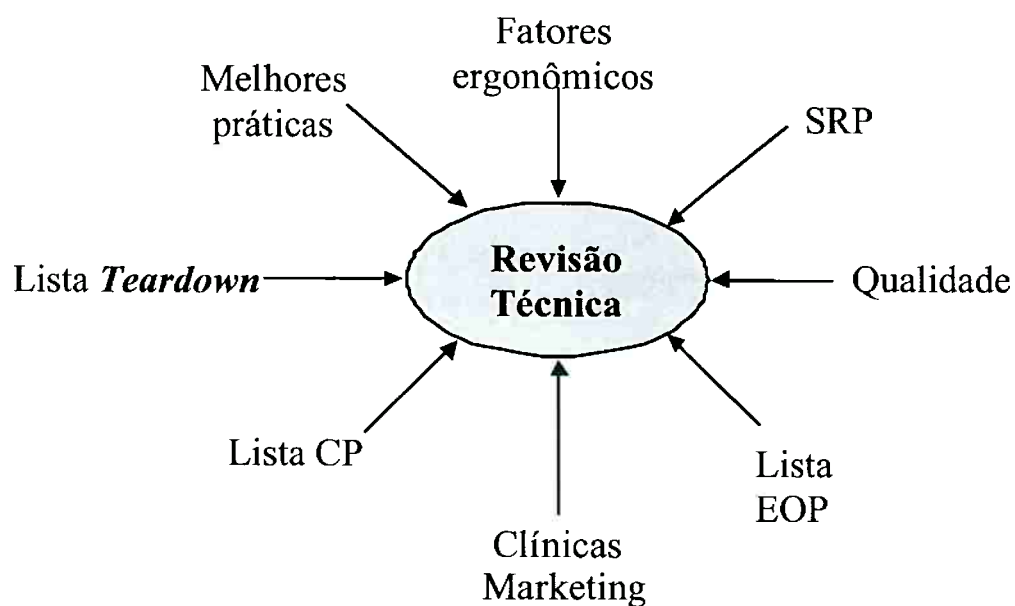 Fatores
ergonômicos
Melhores
práticas
SRP
Revisão
Técnica
Lista Teardown
Qualidade
Lista CP
Lista
EOP
Clínicas
Marketing